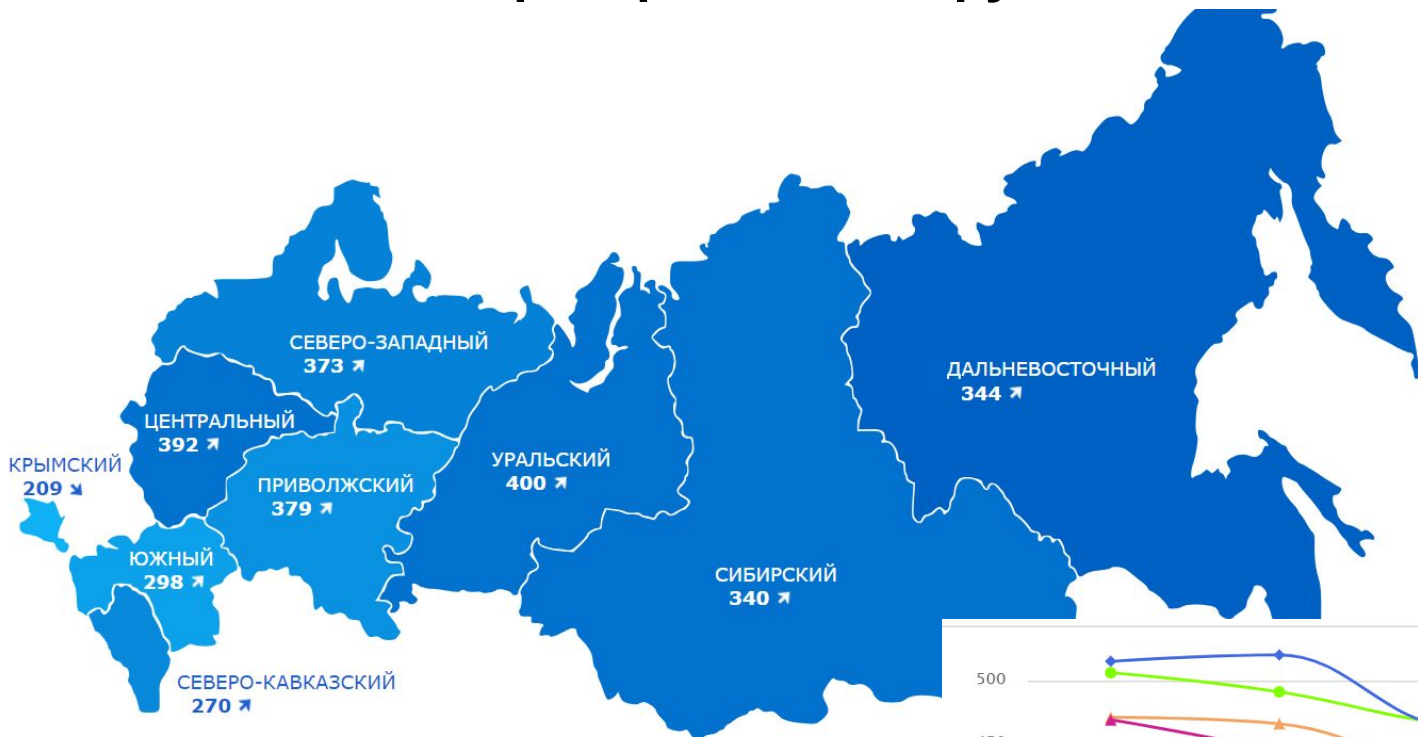 СЕВЕРО-ЗАПАДНЫЙ
373 ↗
ДАЛЬНЕВОСТОЧНЫЙ
344 ↗
ЦЕНТРАЛЬНЫЙ
392 ↗
КРЫМСКИЙ
209 ↘
УРАЛЬСКИЙ
400 ↗
ПРИВОЛЖСКИЙ
379 ↗
ЮЖНЫЙ
298 ↗
СИБИРСКИЙ
340 ↗
СЕВЕРО-КАВКАЗСКИЙ
270 ↗
500